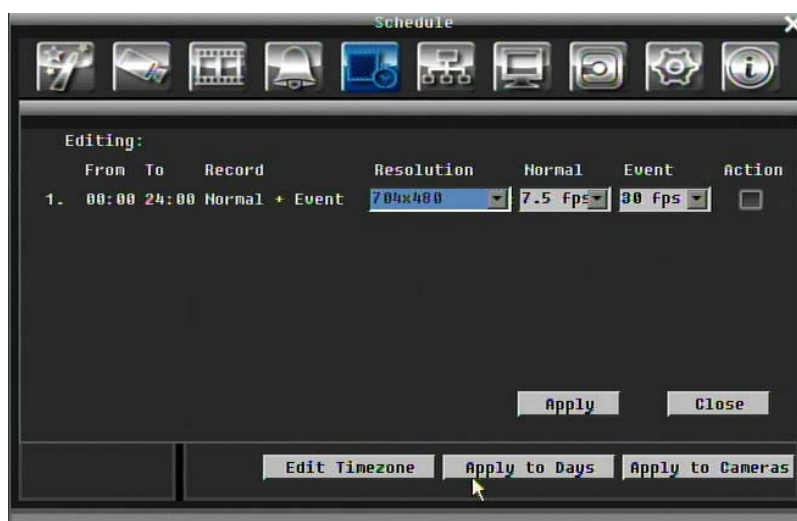 Schedule
Editing:
From To Record Resolution Normal Event Action
1. 00:00 24:00 Normal + Event 704x480 7.5 fps 30 fps
Apply Close
Edit Timezone Apply to Days Apply to Cameras